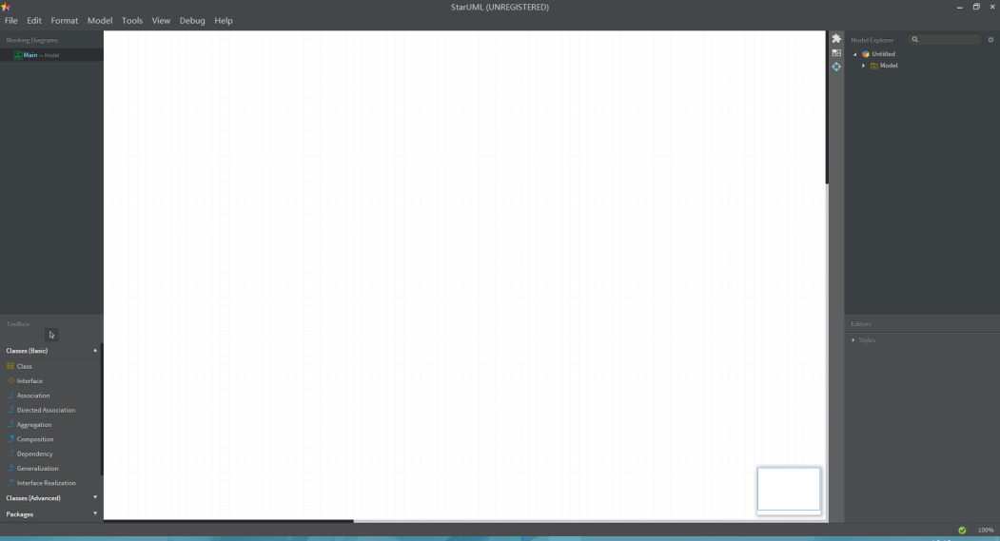 StarUML (UNREGISTERED)
File Edit Format Model Tools View Debug Help
Working Diagrams
Main — Model
Model Explorer
Untitled
Model
Toolbox
Classes (Basic)
Class
Interface
Association
Directed Association
Aggregation
Composition
Dependency
Generalization
Interface Realization
Classes (Advanced)
Packages
Editors
Styles
100%